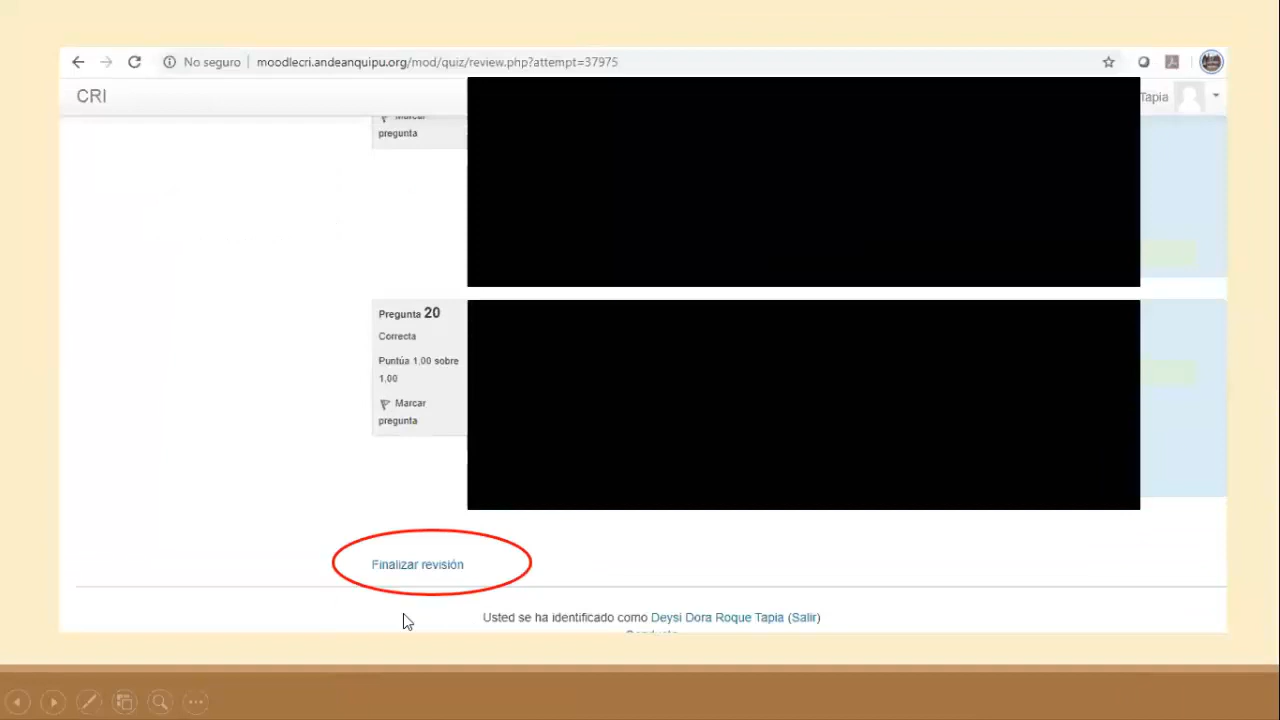 No seguro
moodlecri.andeanquipu.org/mod/quiz/review.php?attempt=37975
CRI
Tapia
Marcar
pregunta
Pregunta 20
Correcta
Puntúa 1,00 sobre
1,00
Marcar
pregunta
Finalizar revisión
Usted se ha identificado como Deysi Dora Roque Tapia (Salir)